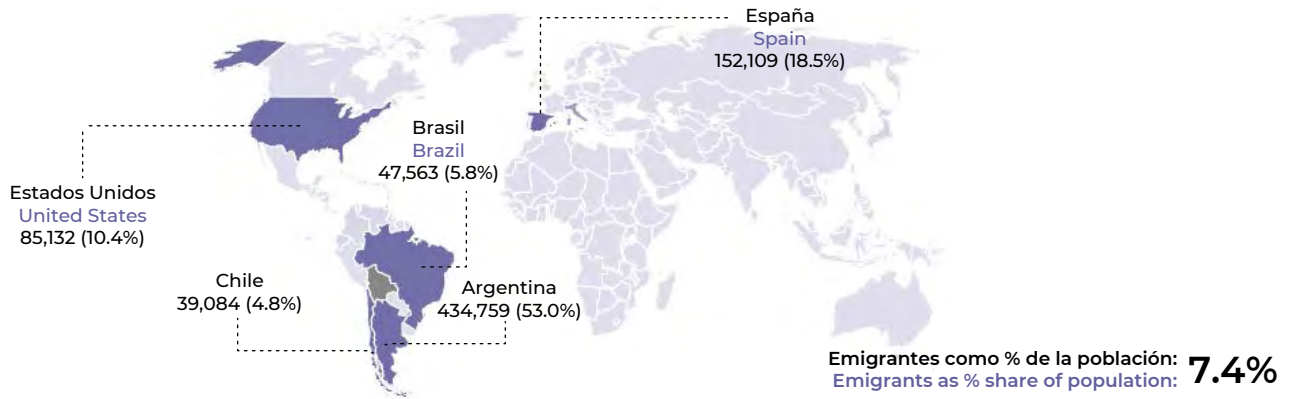 España
Spain
152,109 (18.5%)
Brasil
Brazil
47,563 (5.8%)
Estados Unidos
United States
85,132 (10.4%)
Chile
39,084 (4.8%)
Argentina
434,759 (53.0%)
Emigrantes como % de la población: 7.4%
Emigrants as % share of population: